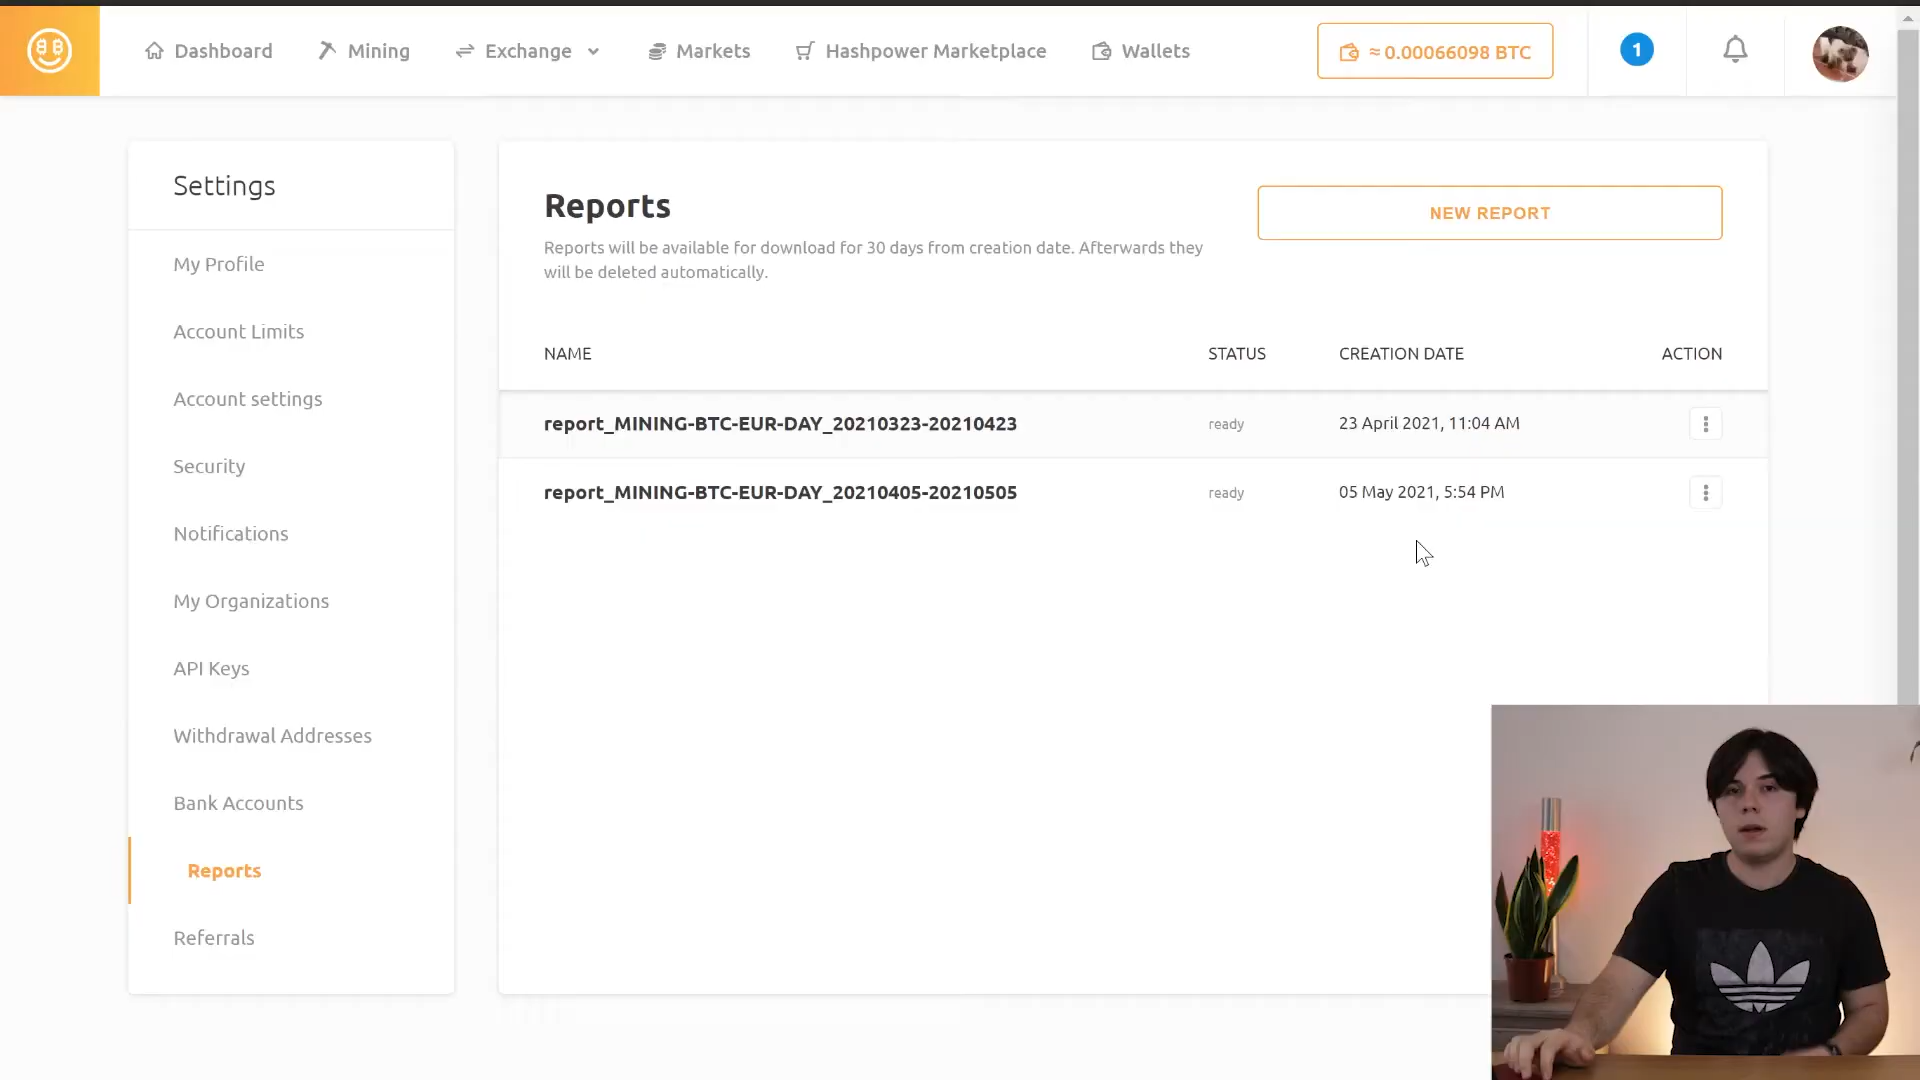 Dashboard Mining Exchange Markets Hashpower Marketplace Wallets ≈ 0.00066098 BTC 1
Settings
My Profile
Account Limits
Account settings
Security
Notifications
My Organizations
API Keys
Withdrawal Addresses
Bank Accounts
Reports
Referrals
Reports
NEW REPORT
Reports will be available for download for 30 days from creation date. Afterwards they
will be deleted automatically.
NAME STATUS CREATION DATE ACTION
report_MINING-BTC-EUR-DAY_20210323-20210423 ready 23 April 2021, 11:04 AM
report_MINING-BTC-EUR-DAY_20210405-20210505 ready 05 May 2021, 5:54 PM